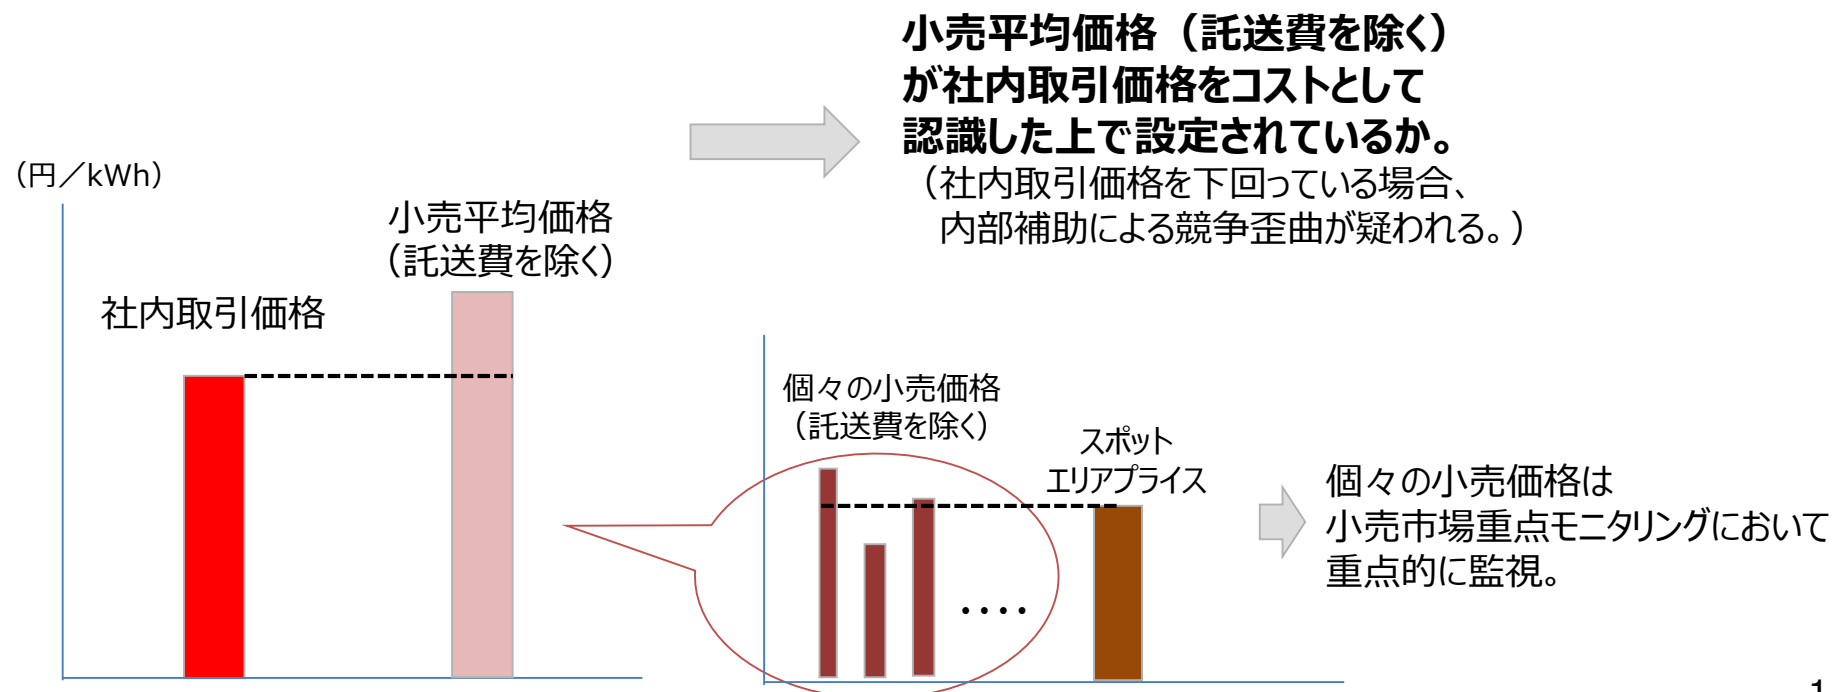 小売平均価格（託送費を除く）
が社内取引価格をコストとして
認識した上で設定されているか。
（社内取引価格を下回っている場合、
内部補助による競争歪曲が疑われる。）
（円／kWh）
小売平均価格
（託送費を除く）
社内取引価格
個々の小売価格
（託送費を除く）
スポット
エリアプライス
・・・・
個々の小売価格は
小売市場重点モニタリングにおいて
重点的に監視。